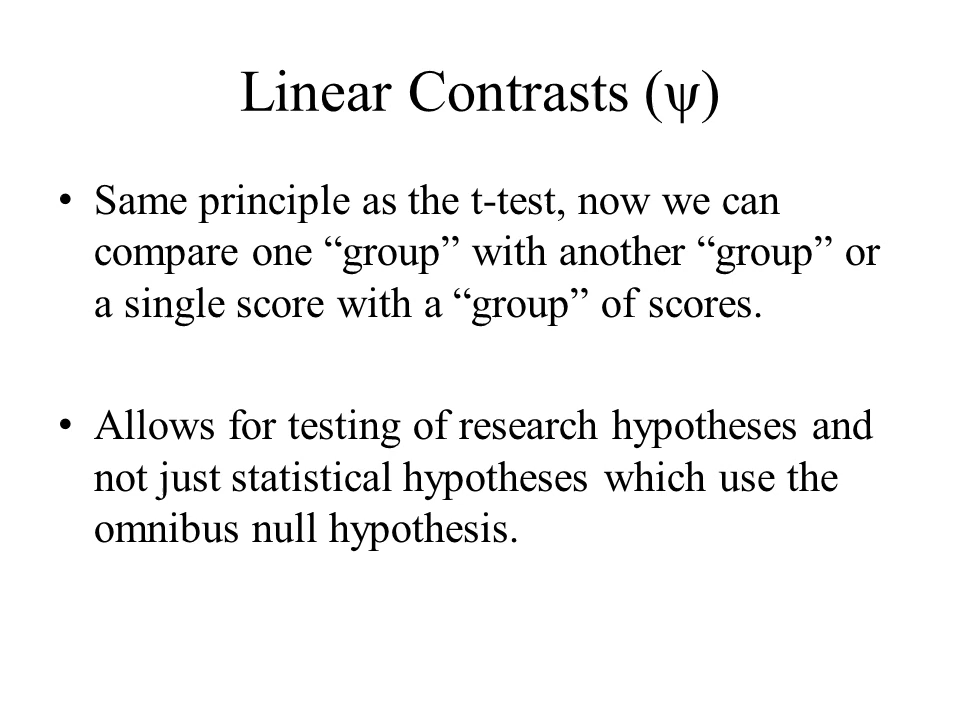 Linear Contrasts (ψ)
• Same principle as the t-test, now we can
compare one “group” with another “group” or
a single score with a “group” of scores.
• Allows for testing of research hypotheses and
not just statistical hypotheses which use the
omnibus null hypothesis.